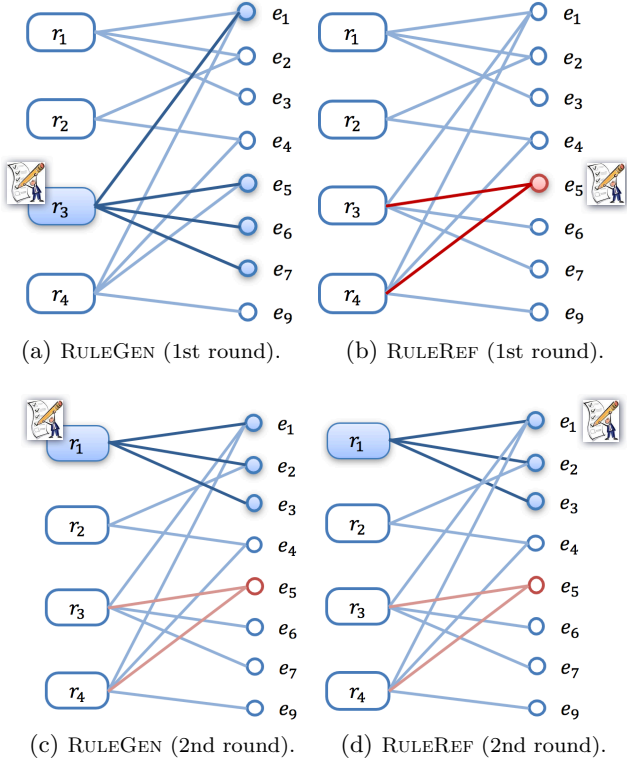 r1
r2
r3
r4
e1
e2
e3
e4
e5
e6
e7
e9
(a) RULEGEN (1st round).
r1
r2
r3
r4
e1
e2
e3
e4
e5
e6
e7
e9
(b) RULEREF (1st round).
r1
r2
r3
r4
e1
e2
e3
e4
e5
e6
e7
e9
(c) RULEGEN (2nd round).
r1
r2
r3
r4
e1
e2
e3
e4
e5
e6
e7
e9
(d) RULEREF (2nd round).